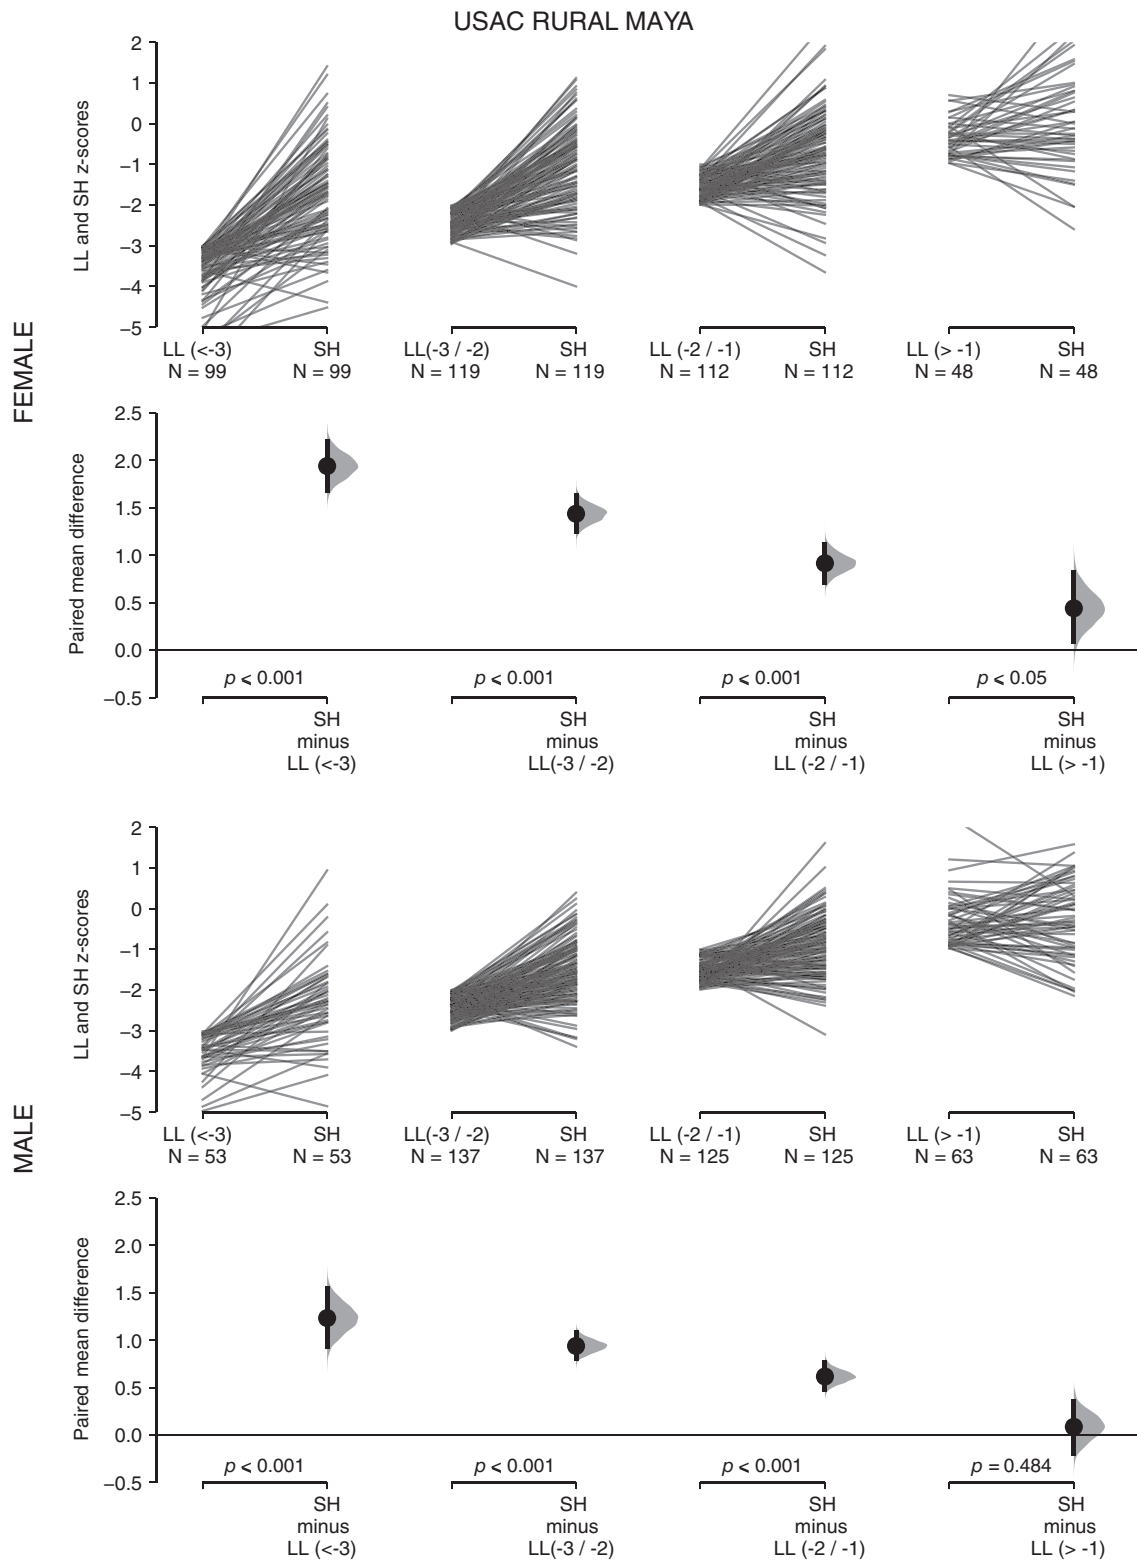 USAC RURAL MAYA
FEMALE
LL and SH z-scores
2
1
0
−1
−2
−3
−4
−5
LL (<-3) SH LL(-3 / -2) SH LL (-2 / -1) SH LL (> -1) SH
N = 99 N = 99 N = 119 N = 119 N = 112 N = 112 N = 48 N = 48
Paired mean difference
2.5
2.0
1.5
1.0
0.5
0.0
−0.5
p ⩽ 0.001 p ⩽ 0.001 p ⩽ 0.001 p ⩽ 0.05
SH SH SH SH
minus minus minus minus
LL (<-3) LL(-3 / -2) LL (-2 / -1) LL (> -1)
MALE
LL and SH z-scores
2
1
0
−1
−2
−3
−4
−5
LL (<-3) SH LL(-3 / -2) SH LL (-2 / -1) SH LL (> -1) SH
N = 53 N = 53 N = 137 N = 137 N = 125 N = 125 N = 63 N = 63
Paired mean difference
2.5
2.0
1.5
1.0
0.5
0.0
−0.5
p ⩽ 0.001 p ⩽ 0.001 p ⩽ 0.001 p = 0.484
SH SH SH SH
minus minus minus minus
LL (<-3) LL(-3 / -2) LL (-2 / -1) LL (> -1)